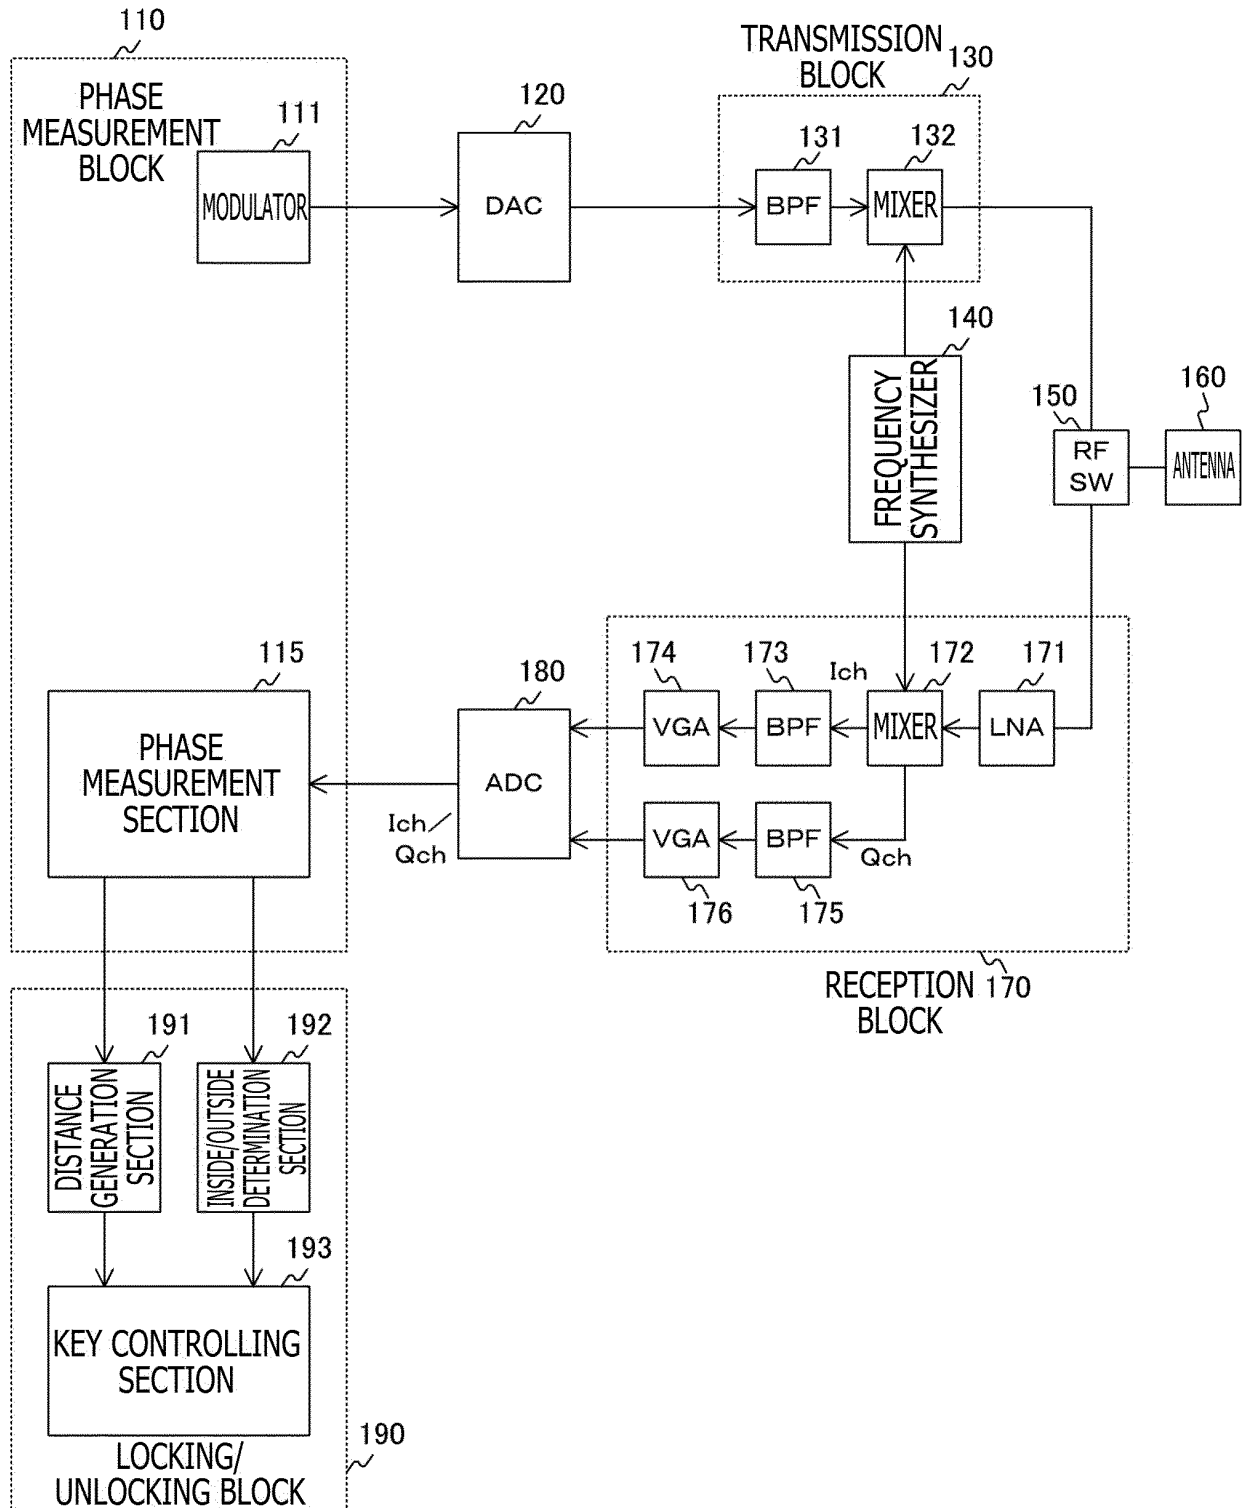 110
PHASE
MEASUREMENT
BLOCK
111
MODULATOR
120
DAC
TRANSMISSION
BLOCK
130
131
BPF
132
MIXER
140
FREQUENCY
SYNTHESIZER
150
RF
SW
160
ANTENNA
115
PHASE
MEASUREMENT
SECTION
180
ADC
Ich/
Qch
174
VGA
173
BPF
Ich
172
MIXER
171
LNA
VGA
176
BPF
175
Qch
RECEPTION
BLOCK
170
191
DISTANCE
GENERATION
SECTION
192
INSIDE/OUTSIDE
DETERMINATION
SECTION
193
KEY CONTROLLING
SECTION
LOCKING/
UNLOCKING BLOCK
190